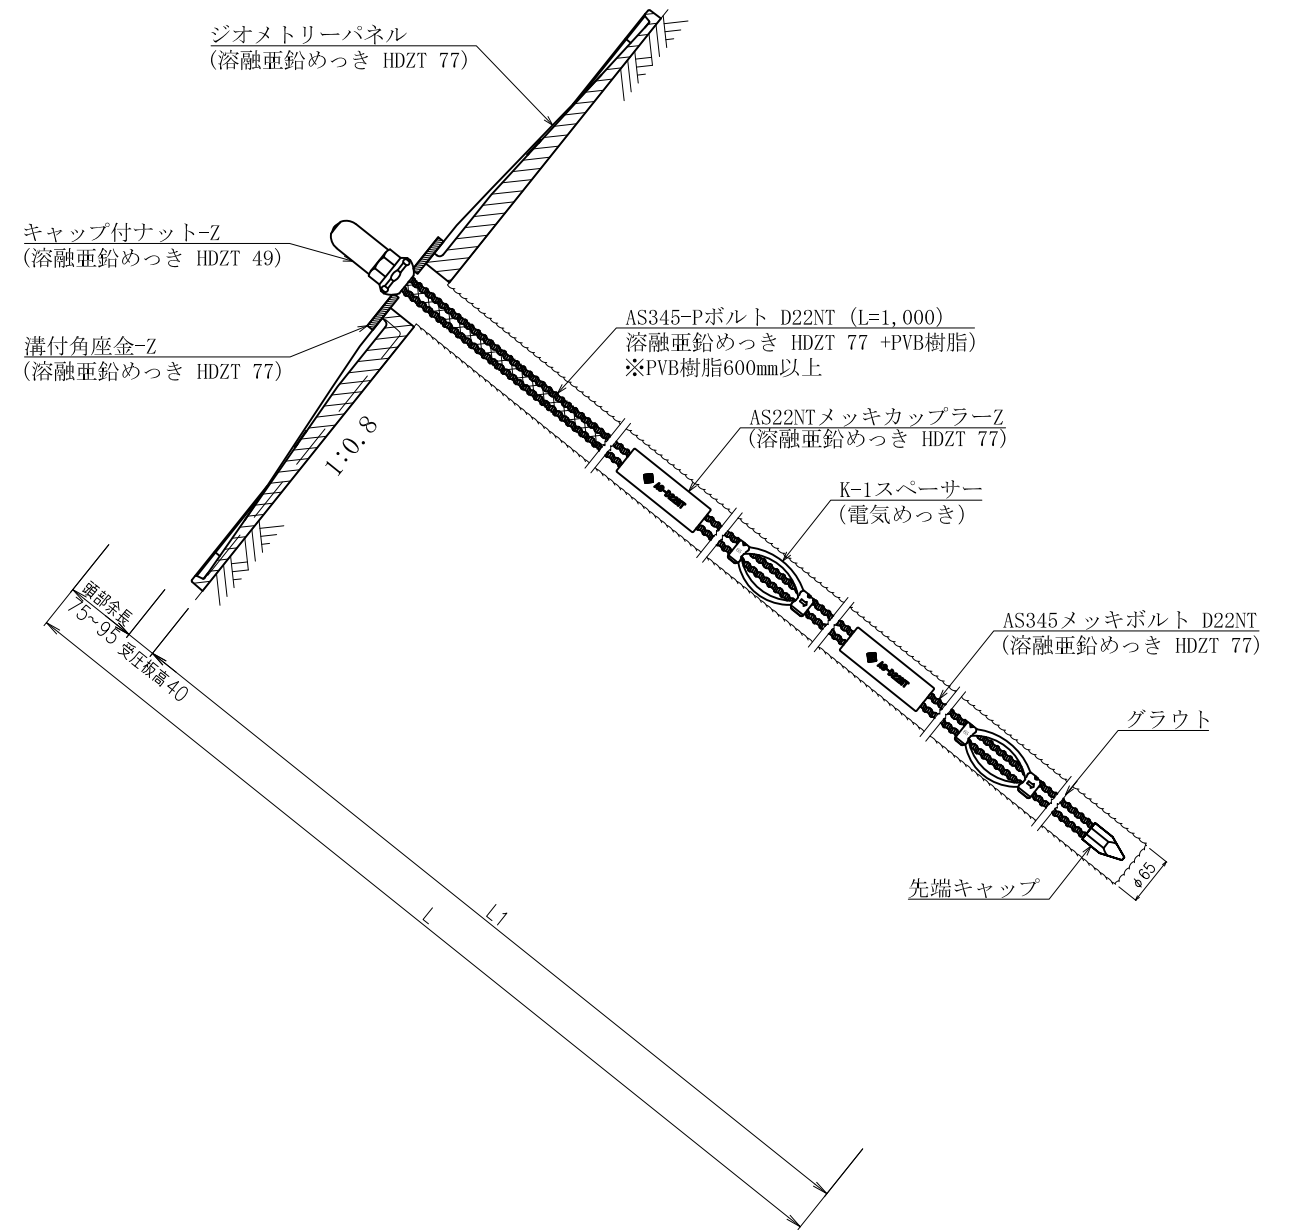 ジオメトリーパネル
(溶融亜鉛めっき HDZT 77)
キャップ付ナット-Z
(溶融亜鉛めっき HDZT 49)
溝付角座金-Z
(溶融亜鉛めっき HDZT 77)
1:0.8
AS345-Pボルト D22NT (L=1,000)
溶融亜鉛めっき HDZT 77 +PVB樹脂)
※PVB樹脂600mm以上
AS22NTメッキカップラーZ
(溶融亜鉛めっき HDZT 77)
AS-D22NT
K-1スペーサー
(電気めっき)
AS345メッキボルト D22NT
(溶融亜鉛めっき HDZT 77)
AS-D22NT
グラウト
先端キャップ
φ65
頭部余長
75~95
受圧板高40
L
L1